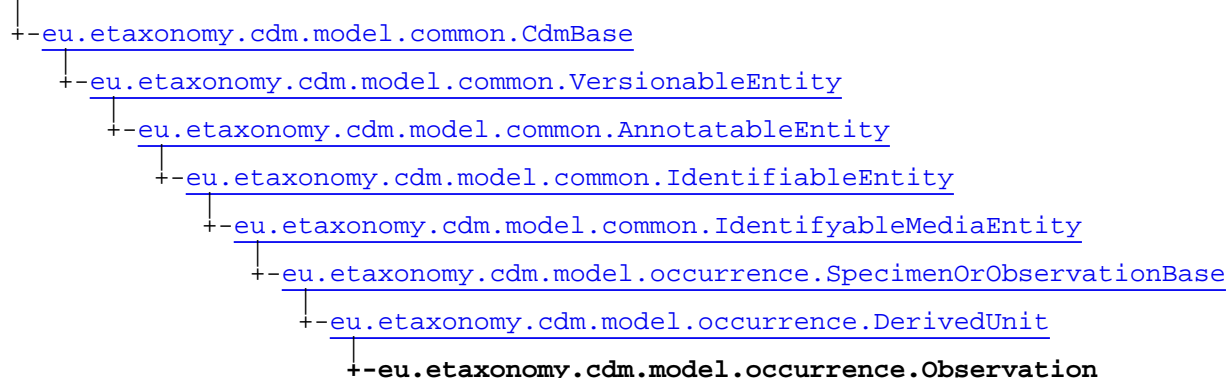 +-eu.etaxonomy.cdm.model.common.CdmBase
+-eu.etaxonomy.cdm.model.common.VersionableEntity
+-eu.etaxonomy.cdm.model.common.AnnotatableEntity
+-eu.etaxonomy.cdm.model.common.IdentifiableEntity
+-eu.etaxonomy.cdm.model.common.IdentifyableMediaEntity
+-eu.etaxonomy.cdm.model.occurrence.SpecimenOrObservationBase
+-eu.etaxonomy.cdm.model.occurrence.DerivedUnit
+-eu.etaxonomy.cdm.model.occurrence.Observation